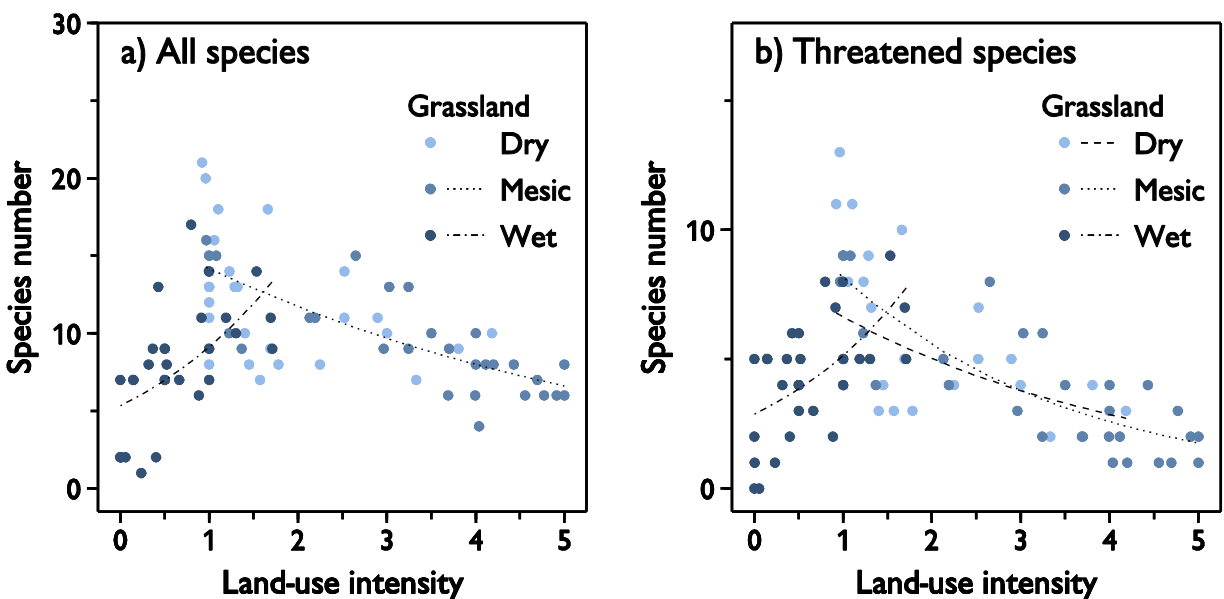 a) All species
Grassland
Dry
Mesic
Wet
30
20
10
0
Species number
0 1 2 3 4 5
Land-use intensity
b) Threatened species
Grassland
Dry
Mesic
Wet
10
0
Species number
0 1 2 3 4 5
Land-use intensity